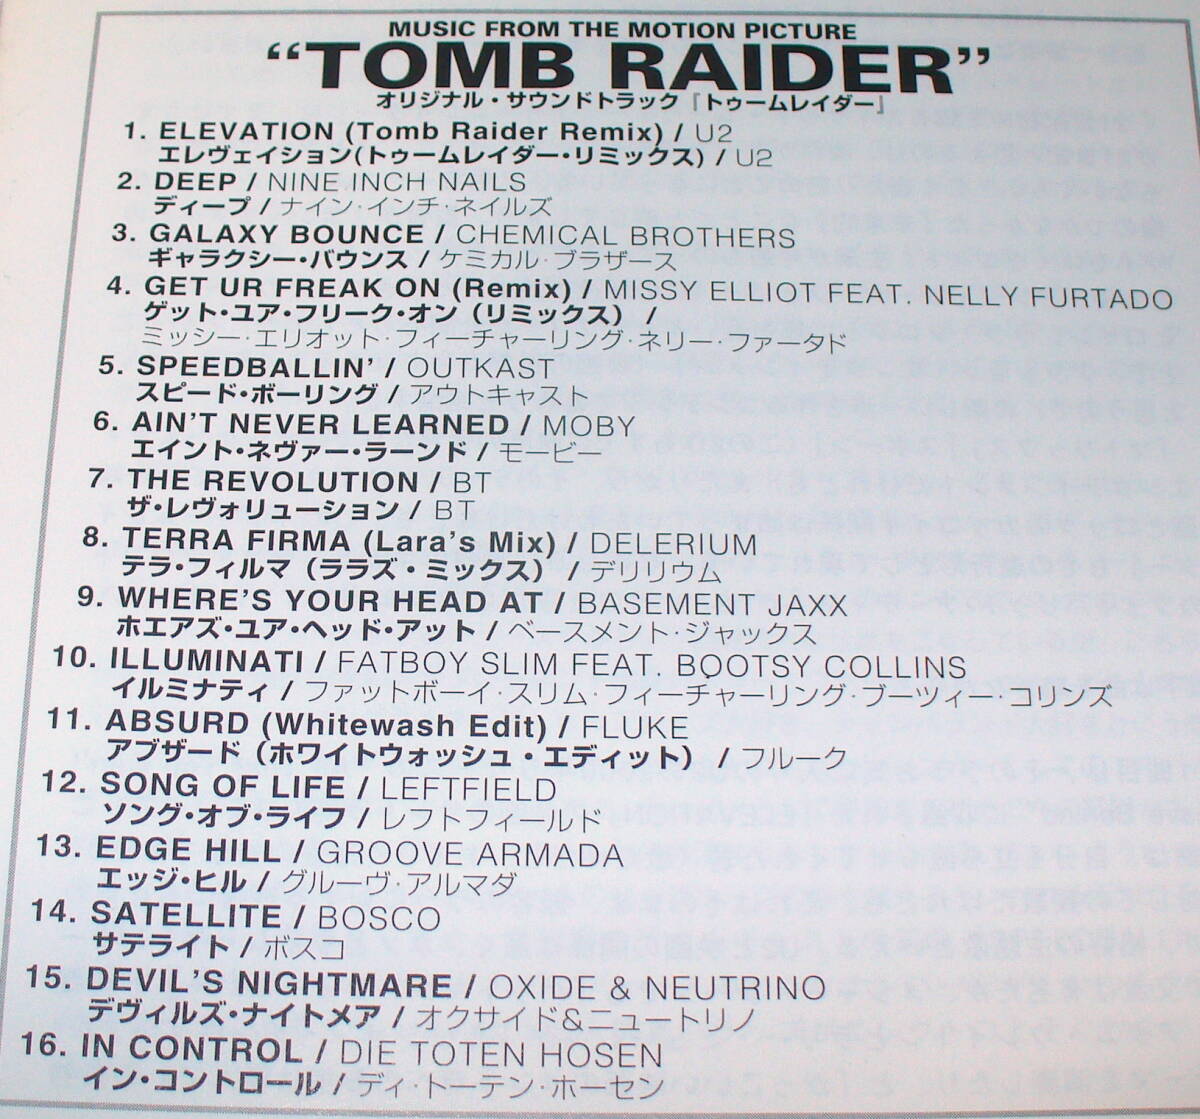 MUSIC FROM THE MOTION PICTURE
“TOMB RAIDER”
オリジナル・サウンドトラック『トゥームレイダー』
1. ELEVATION (Tomb Raider Remix) / U2
エレヴェイション(トゥームレイダー・リミックス) / U2
2. DEEP / NINE INCH NAILS
ディープ / ナイン・インチ・ネイルズ
3. GALAXY BOUNCE / CHEMICAL BROTHERS
ギャラクシー・バウンス / ケミカル・ブラザース
4. GET UR FREAK ON (Remix) / MISSY ELLIOT FEAT. NELLY FURTADO
ゲット・ユア・フリーク・オン（リミックス） /
ミッシー・エリオット・フィーチャーリング・ネリー・ファータド
5. SPEEDBALLIN' / OUTKAST
スピード・ボーリング / アウトキャスト
6. AIN'T NEVER LEARNED / MOBY
エイント・ネヴァー・ラーンド / モービー
7. THE REVOLUTION / BT
ザ・レヴォリューション / BT
8. TERRA FIRMA (Lara's Mix) / DELERIUM
テラ・フィルマ（ララズ・ミックス） / デリリウム
9. WHERE'S YOUR HEAD AT / BASEMENT JAXX
ホエアズ・ユア・ヘッド・アット / ベースメント・ジャックス
10. ILLUMINATI / FATBOY SLIM FEAT. BOOTSY COLLINS
イルミナティ / ファットボーイ・スリム・フィーチャーリング・ブーツィー・コリンズ
11. ABSURD (Whitewash Edit) / FLUKE
アブザード（ホワイトウォッシュ・エディット） / フルーク
12. SONG OF LIFE / LEFTFIELD
ソング・オブ・ライフ / レフトフィールド
13. EDGE HILL / GROOVE ARMADA
エッジ・ヒル / グルーヴ・アルマダ
14. SATELLITE / BOSCO
サテライト / ボスコ
15. DEVIL'S NIGHTMARE / OXIDE & NEUTRINO
デヴィルズ・ナイトメア / オクサイド&ニュートリノ
16. IN CONTROL / DIE TOTEN HOSEN
イン・コントロール / ディ・トーテン・ホーゼン